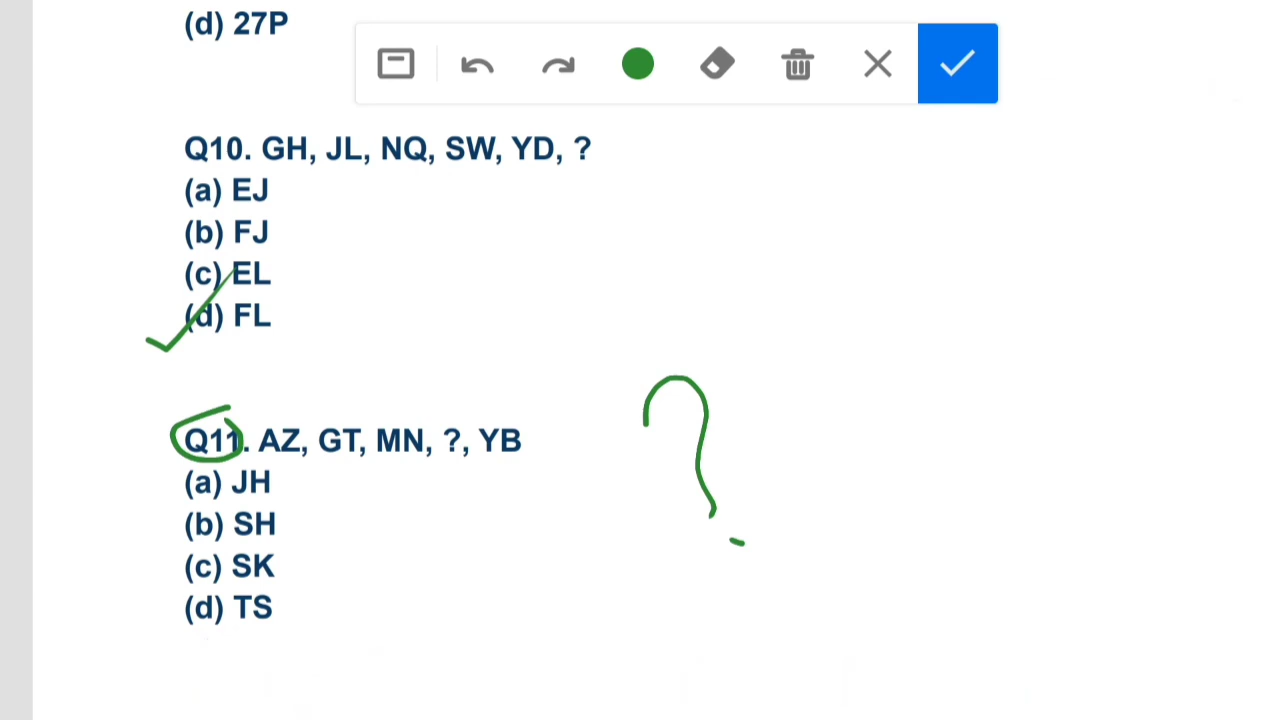 (d) 27P
Q10. GH, JL, NQ, SW, YD, ?
(a) EJ
(b) FJ
(c) EL
(d) FL
Q11. AZ, GT, MN, ?, YB
(a) JH
(b) SH
(c) SK
(d) TS
?